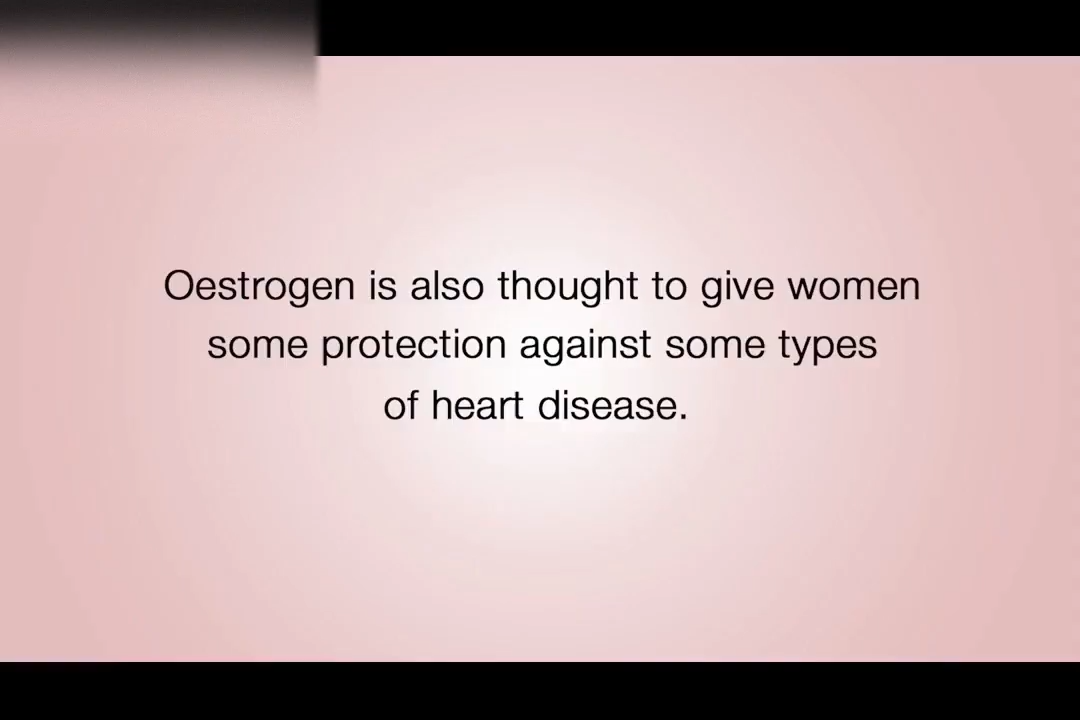 Oestrogen is also thought to give women
some protection against some types
of heart disease.